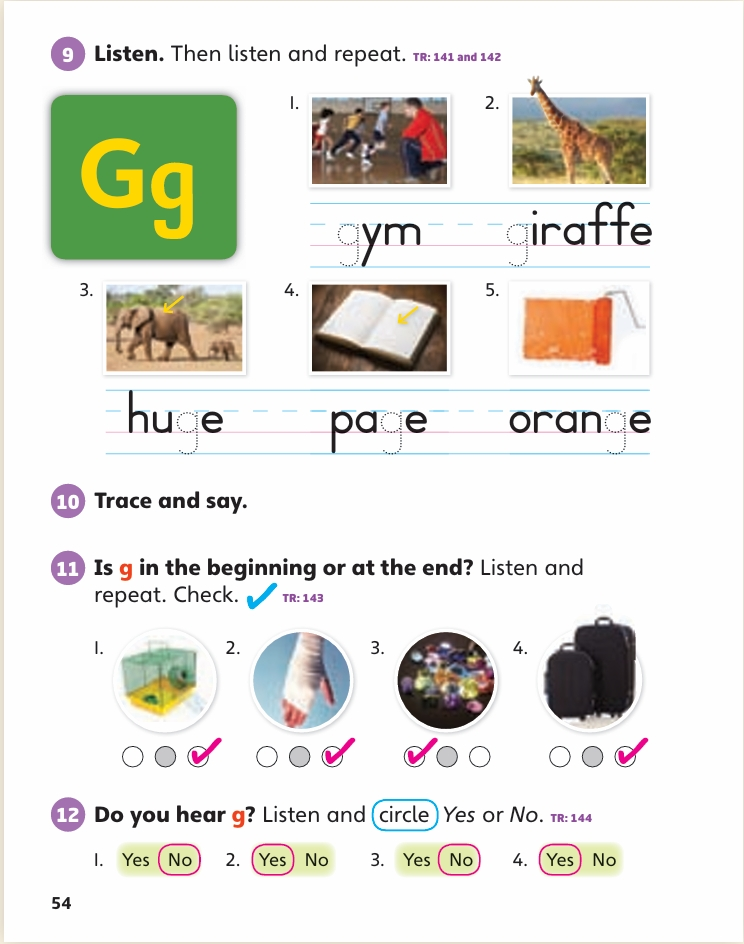 9 Listen. Then listen and repeat. TR: 141 and 142
Gg
1. 2.
gym giraffe
3. 4. 5.
huge page orange
10 Trace and say.
11 Is g in the beginning or at the end? Listen and
repeat. Check. ✓ TR: 143
1. 2. 3. 4.
12 Do you hear g? Listen and circle Yes or No. TR: 144
1. Yes No 2. Yes No 3. Yes No 4. Yes No
54